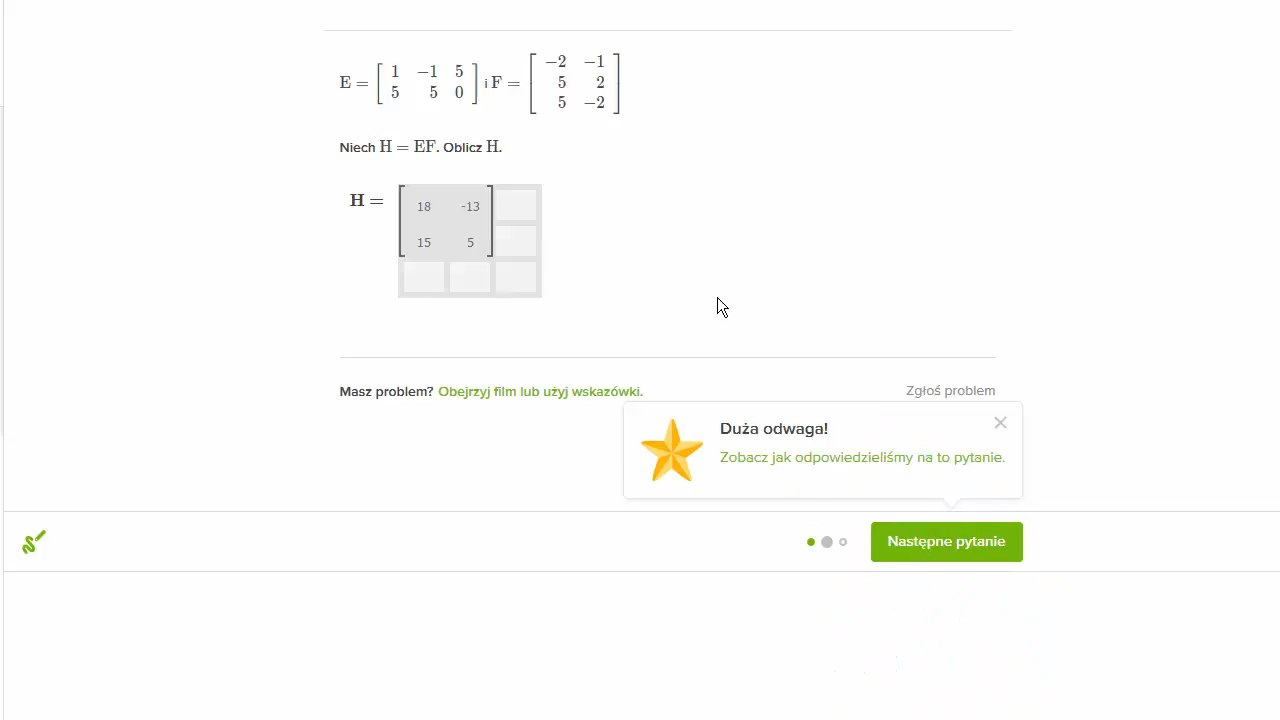 E = [ 1 −1 5 i F = [ −2 −1
5 5 0 ] 5 2
5 −2 ]
Niech H = EF. Oblicz H.
H = [ 18 -13
15 5 ]
Masz problem? Obejrzyj film lub użyj wskazówki. Zgłoś problem
Duża odwaga!
Zobacz jak odpowiedzieliśmy na to pytanie.
Następne pytanie